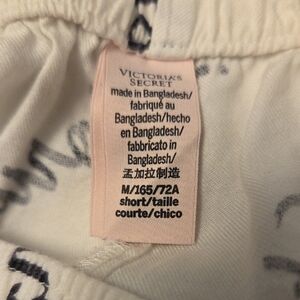 VICTORIA'S
SECRET
made in Bangladesh/
fabriqué au
Bangladesh/hecho
en Bangladesh/
fabbricato in
Bangladesh/
孟加拉制造
M/165/72A
short/taille
courte/chico